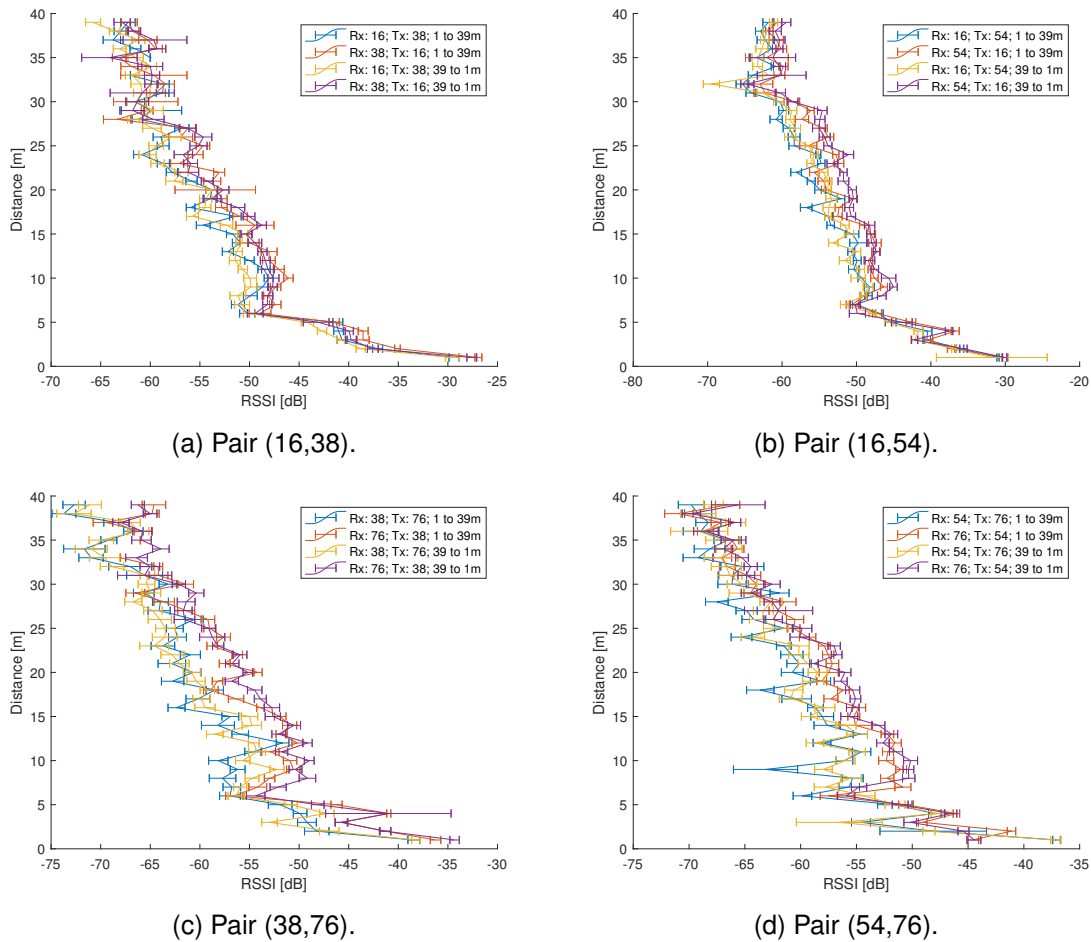 40
35
30
25
20
15
10
5
0
Distance [m]
-70 -65 -60 -55 -50 -45 -40 -35 -30 -25
RSSI [dB]
Rx: 16; Tx: 38; 1 to 39m
Rx: 38; Tx: 16; 1 to 39m
Rx: 16; Tx: 38; 39 to 1m
Rx: 38; Tx: 16; 39 to 1m
(a) Pair (16,38).
40
35
30
25
20
15
10
5
0
Distance [m]
-80 -70 -60 -50 -40 -30 -20
RSSI [dB]
Rx: 16; Tx: 54; 1 to 39m
Rx: 54; Tx: 16; 1 to 39m
Rx: 16; Tx: 54; 39 to 1m
Rx: 54; Tx: 16; 39 to 1m
(b) Pair (16,54).
40
35
30
25
20
15
10
5
0
Distance [m]
-75 -70 -65 -60 -55 -50 -45 -40 -35 -30
RSSI [dB]
Rx: 38; Tx: 76; 1 to 39m
Rx: 76; Tx: 38; 1 to 39m
Rx: 38; Tx: 76; 39 to 1m
Rx: 76; Tx: 38; 39 to 1m
(c) Pair (38,76).
40
35
30
25
20
15
10
5
0
Distance [m]
-75 -70 -65 -60 -55 -50 -45 -40 -35
RSSI [dB]
Rx: 54; Tx: 76; 1 to 39m
Rx: 76; Tx: 54; 1 to 39m
Rx: 54; Tx: 76; 39 to 1m
Rx: 76; Tx: 54; 39 to 1m
(d) Pair (54,76).